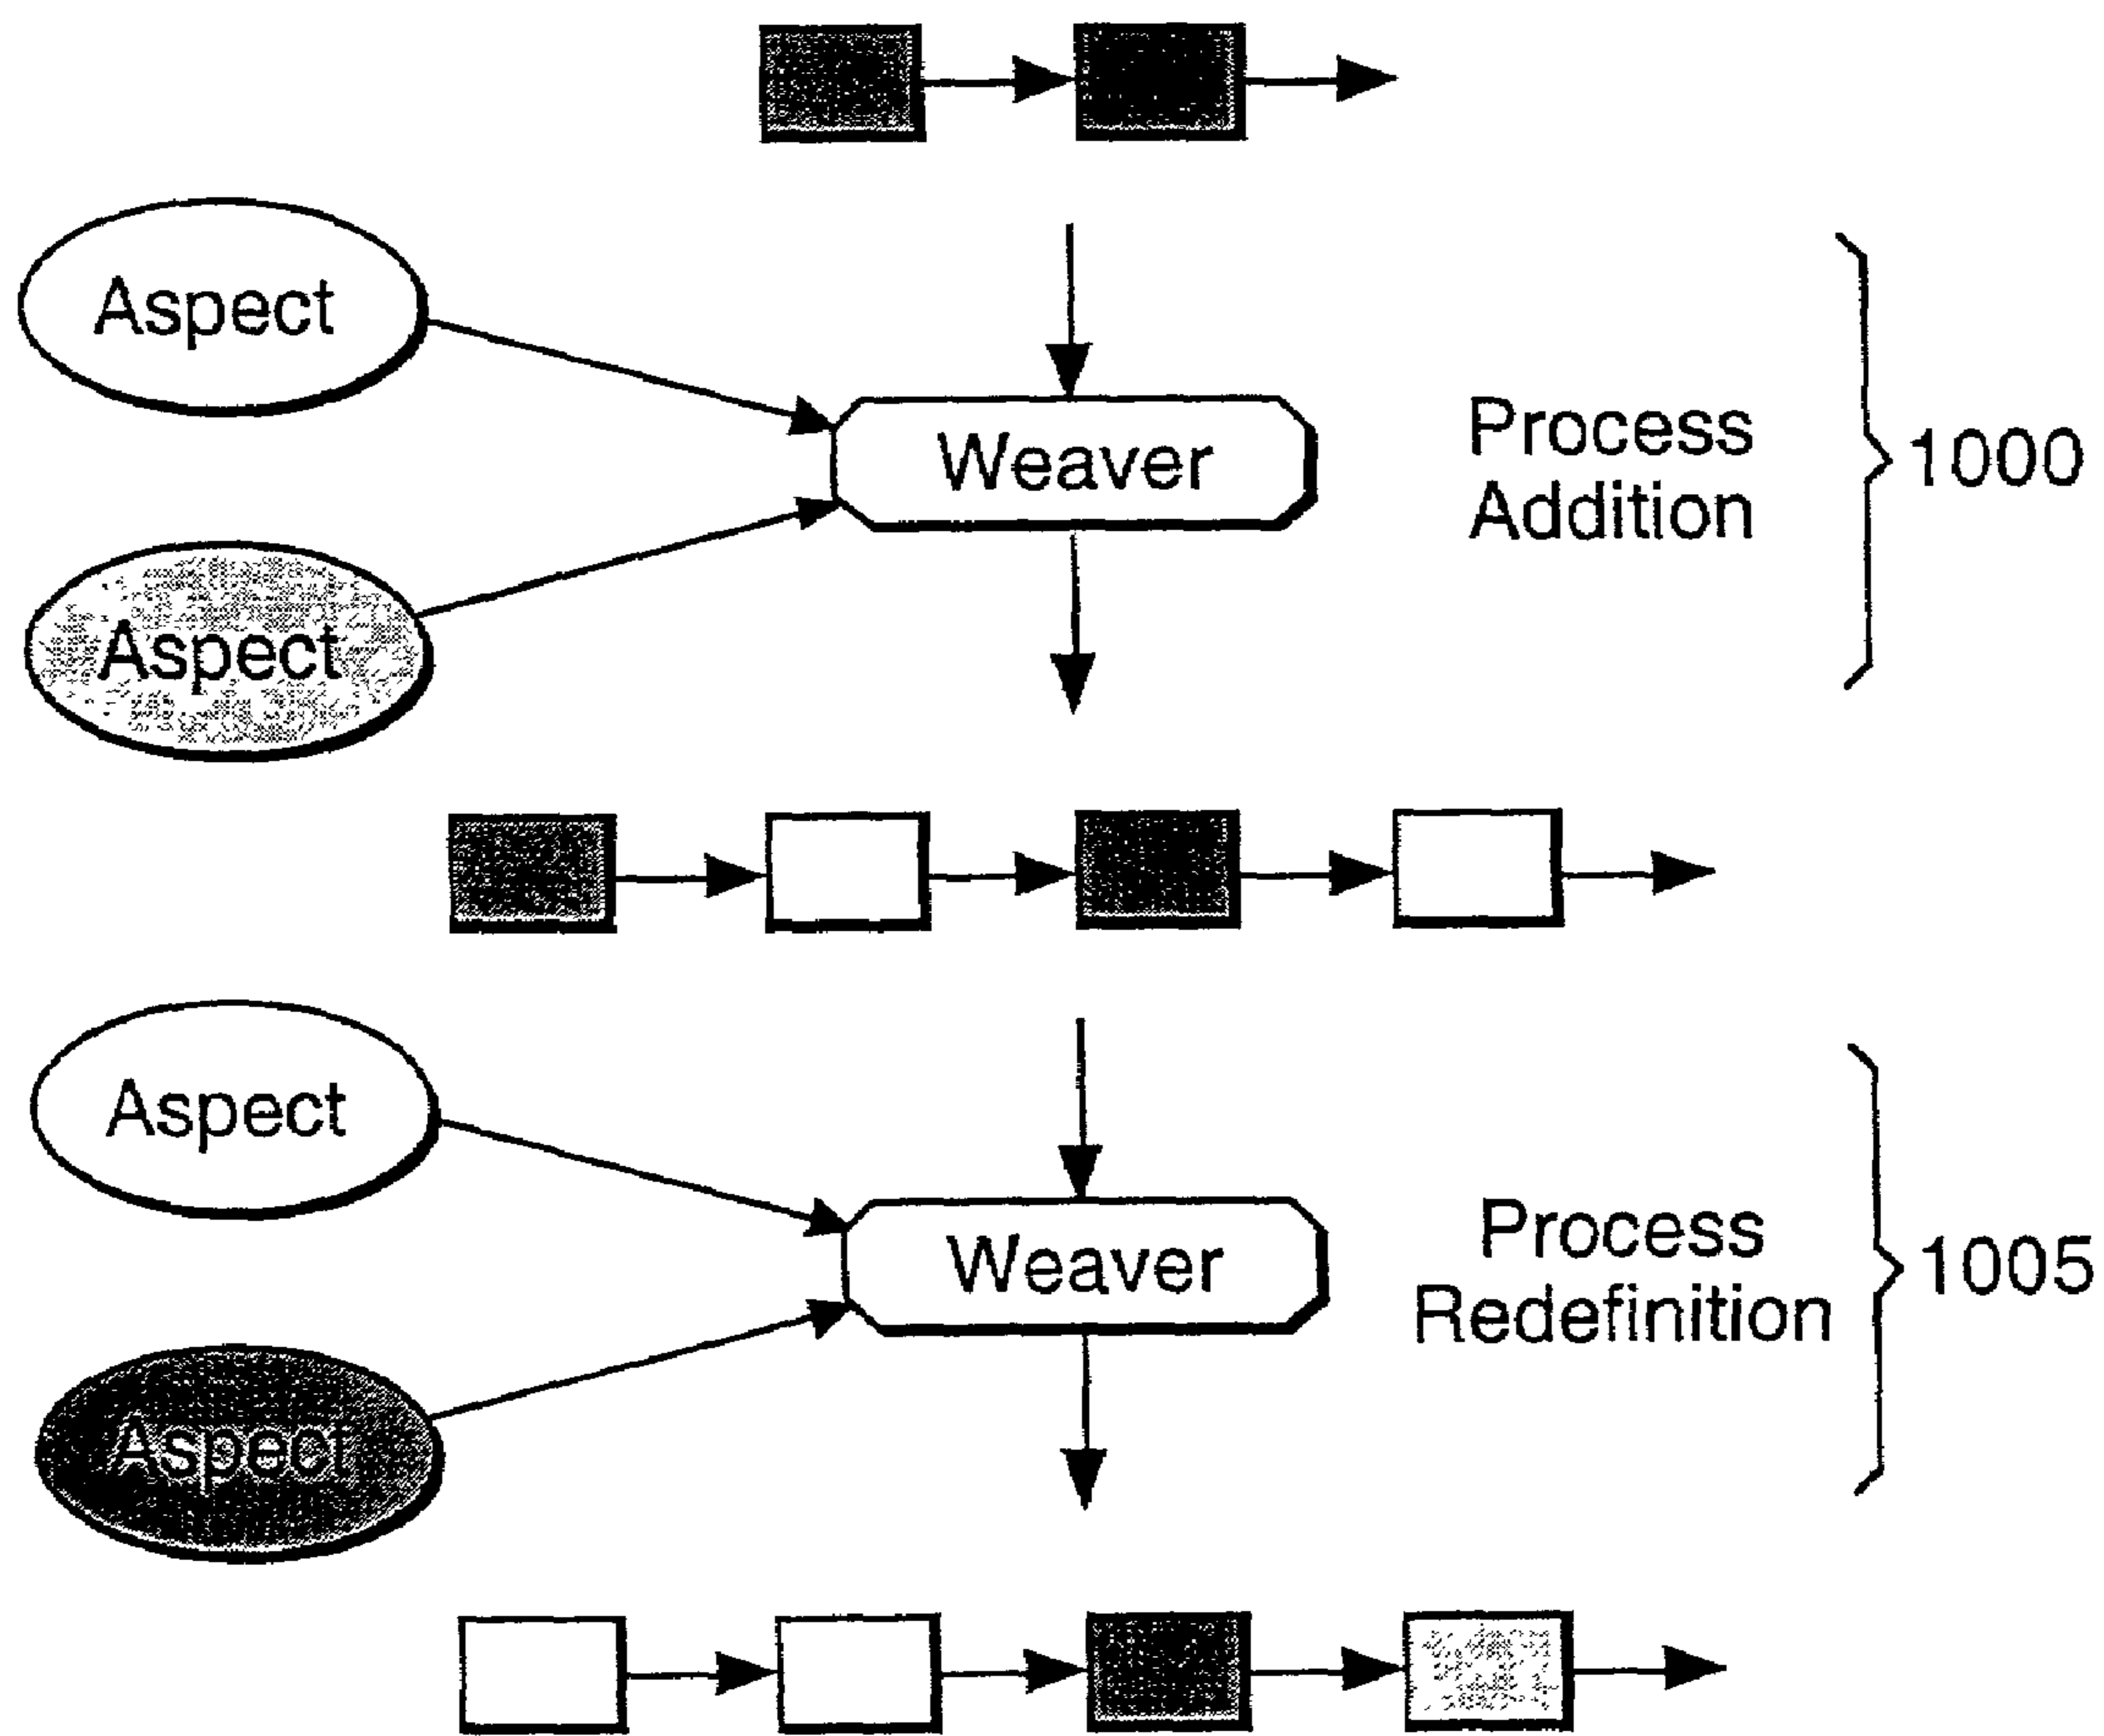 Aspect
Weaver
Process
Addition
1000
Aspect
Aspect
Weaver
Process
Redefinition
1005
Aspect